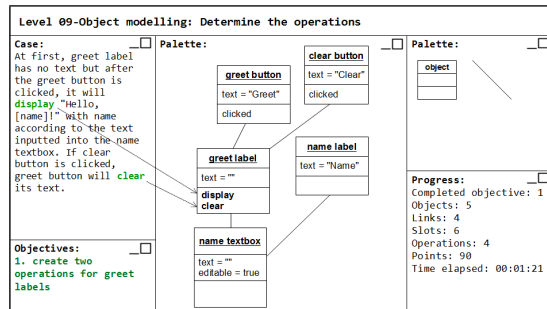 Level 09-Object modelling: Determine the operations
Case:
At first, greet label
has no text but after
the greet button is
clicked, it will
display "Hello,
[name]!" with name
according to the text
inputted into the name
textbox. If clear
button is clicked,
greet button will clear
its text.
Objectives:
1. create two
operations for greet
labels
Palette:
greet button
text = "Greet"
clicked
clear button
text = "Clear"
clicked
greet label
text = ""
display
clear
name label
text = "Name"
name textbox
text = ""
editable = true
Palette:
object
Progress:
Completed objective: 1
Objects: 5
Links: 4
Slots: 6
Operations: 4
Points: 90
Time elapsed: 00:01:21